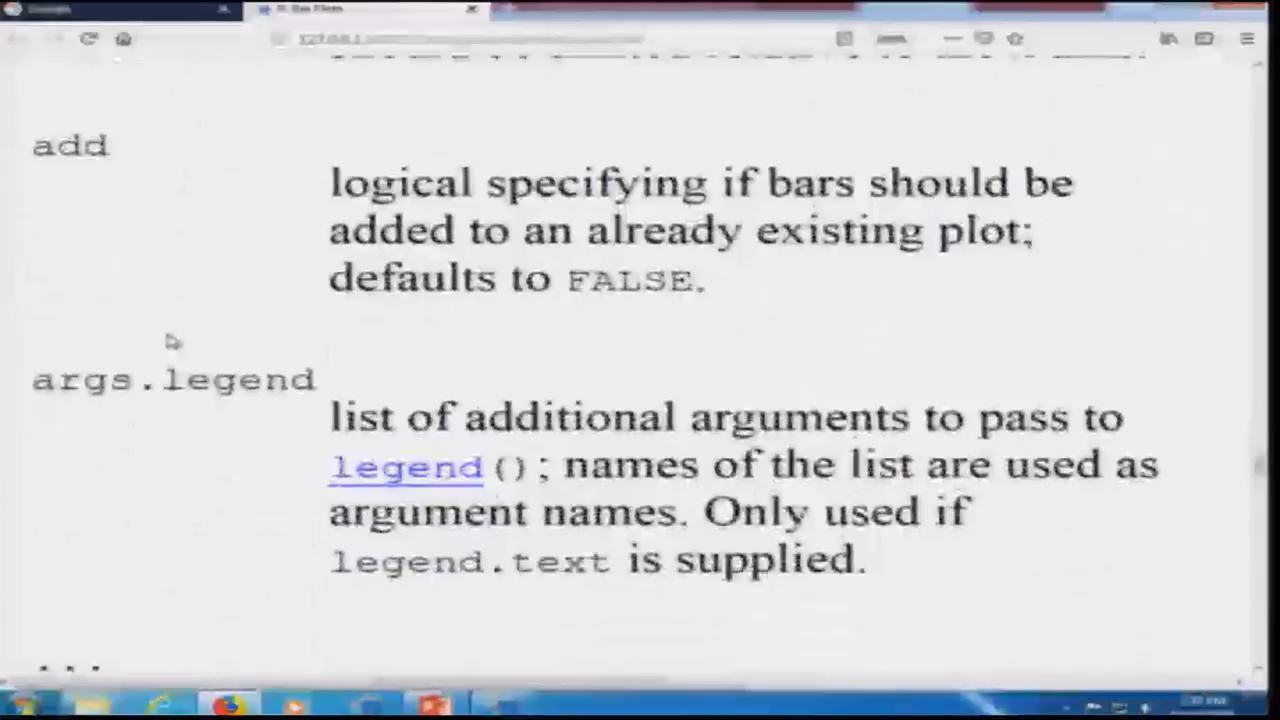 add
logical specifying if bars should be
added to an already existing plot;
defaults to FALSE.
args.legend
list of additional arguments to pass to
legend(); names of the list are used as
argument names. Only used if
legend.text is supplied.
...